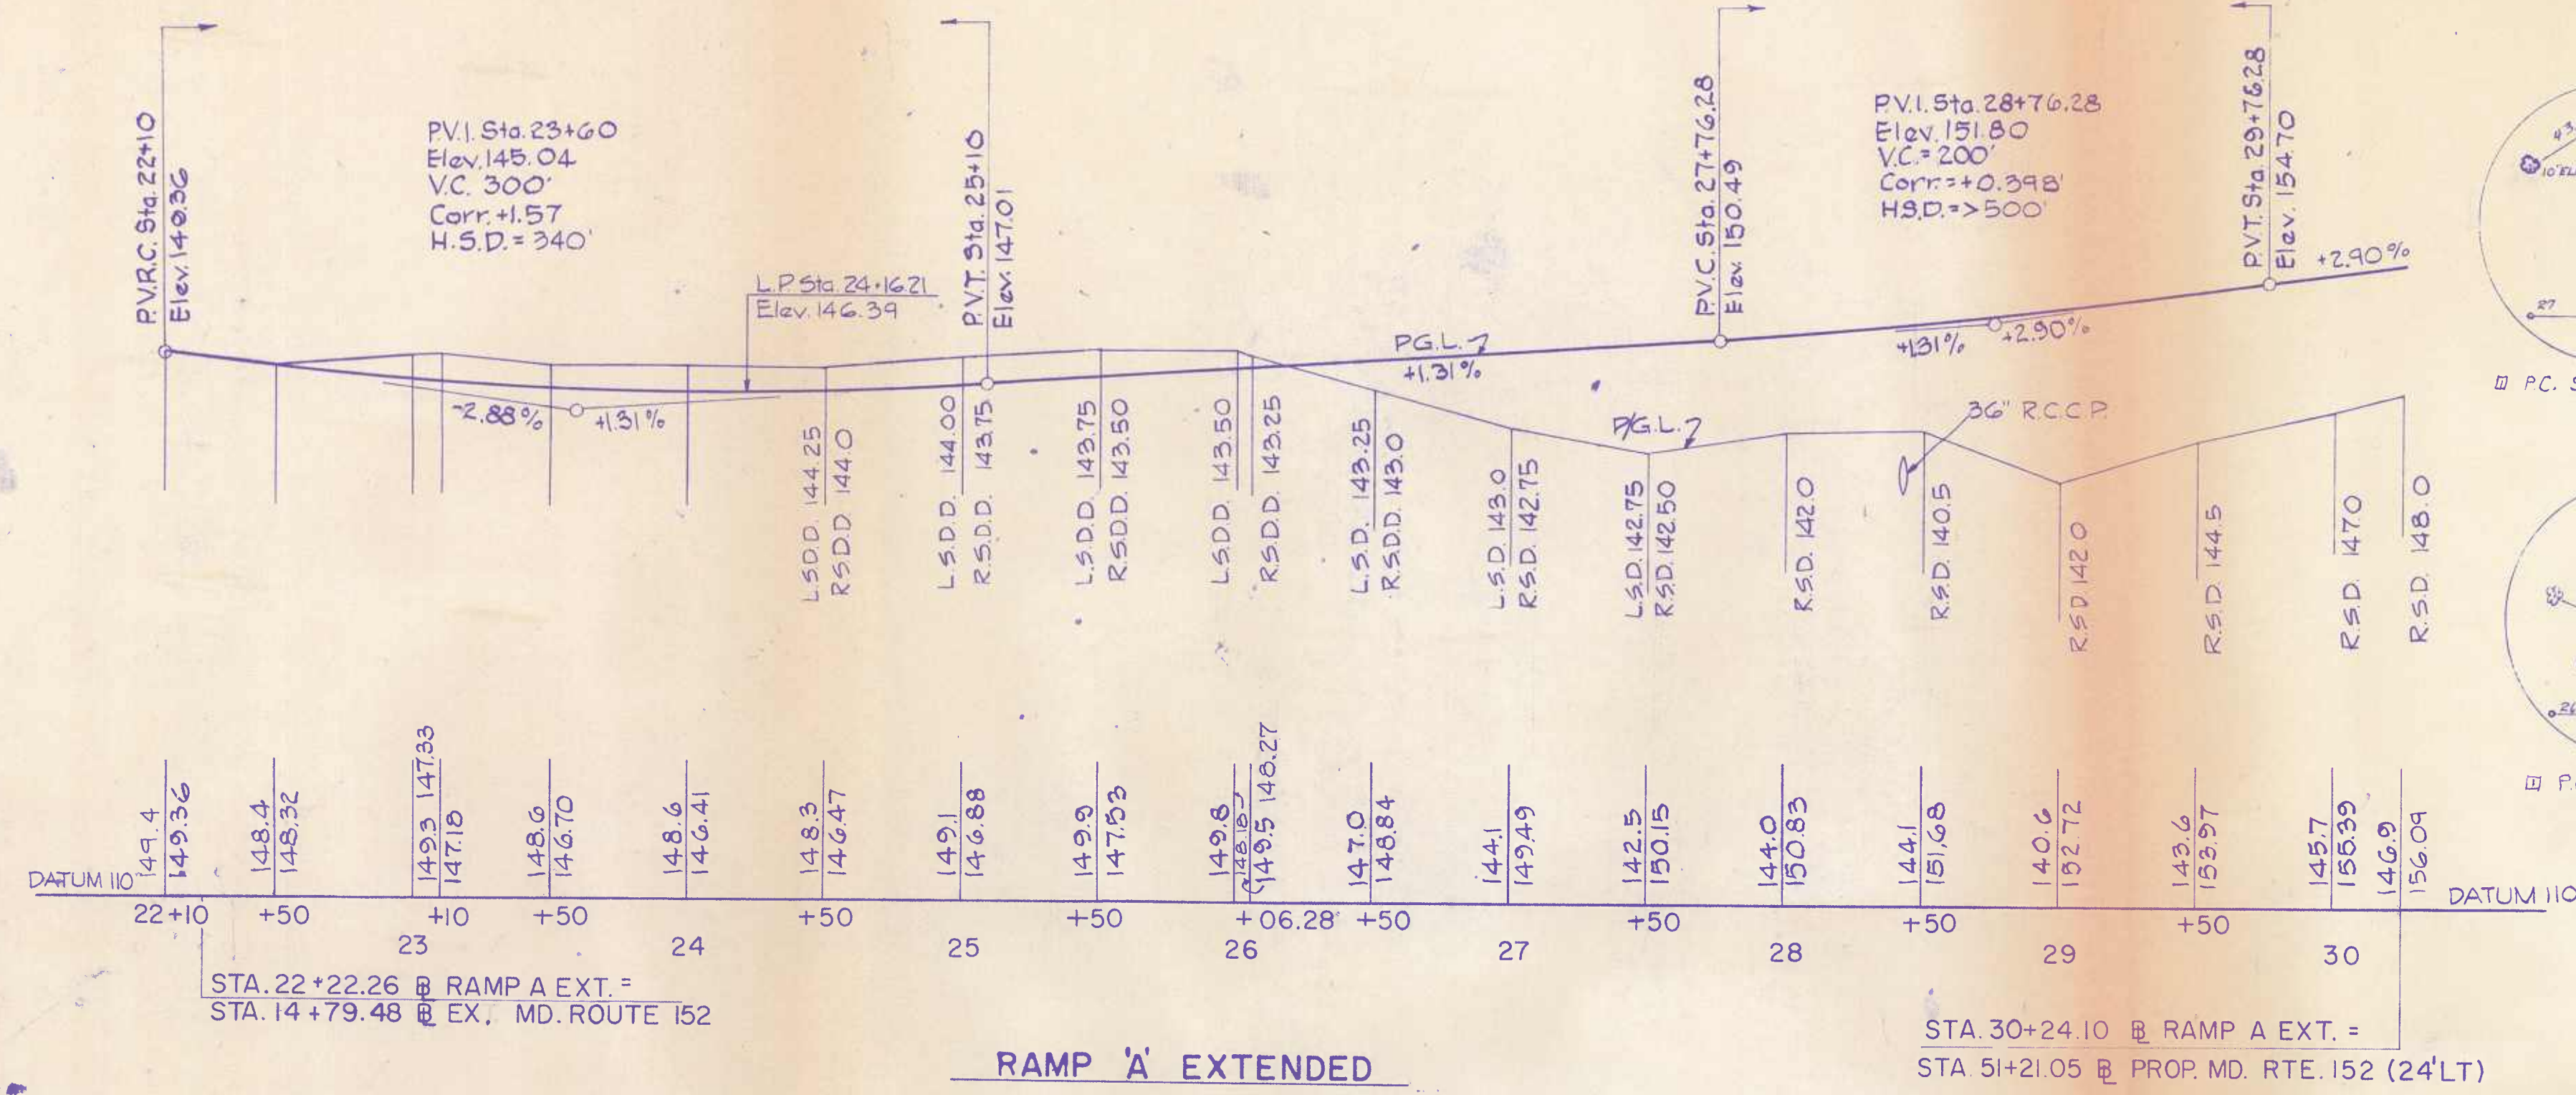 P.V.R.C. Sta. 22+10
Elev. 140.36
P.V.I. Sta. 23+60
Elev. 145.04
V.C. 300'
Corr. +1.57
H.S.D. = 340'
L.P. Sta. 24+16.21
Elev. 146.39
P.V.T. Sta. 25+10
Elev. 147.01
P.V.C. Sta. 27+76.28
Elev. 150.49
P.V.I. Sta. 28+76.28
Elev. 151.80
V.C. = 200'
Corr. = +0.398'
H.S.D. = >500'
P.V.T. Sta. 29+76.28
Elev. 154.70
+2.90%
-2.88%
+1.31%
P.G.L.
+1.31%
+1.31%
+2.90%
P/G.L.
36" R.C.C.P.
10" EL
27
P.C. S
26
L.S.D.D. 144.25
R.S.D.D. 144.0
L.S.D.D. 144.00
R.S.D.D. 143.75
L.S.D.D. 143.75
R.S.D.D. 143.50
L.S.D.D. 143.50
R.S.D.D. 143.25
L.S.D. 143.25
R.S.D.D. 143.0
L.S.D. 143.0
R.S.D.D. 142.75
L.S.D. 142.75
R.S.D. 142.50
R.S.D. 142.0
R.S.D. 140.5
R.S.D. 142.0
R.S.D. 144.5
R.S.D. 147.0
R.S.D. 148.0
149.4
149.36
148.4
148.32
149.3 147.33
147.18
148.6
146.70
148.6
146.41
148.3
146.47
149.1
146.88
149.9
147.53
149.8
148.18
149.5 148.27
147.0
148.84
144.1
149.49
142.5
150.15
144.0
150.83
144.1
151.68
140.6
152.72
143.6
153.97
145.7
155.39
146.9
156.09
DATUM 110
DATUM 110
22+10 +50 +10 +50 +50 +50 +06.28 +50 +50 +50 +50
23 24 25 26 27 28 29 30
STA. 22+22.26 BL RAMP A EXT. =
STA. 14+79.48 BL EX. MD. ROUTE 152
RAMP 'A' EXTENDED
STA. 30+24.10 BL RAMP A EXT. =
STA. 51+21.05 BL PROP. MD. RTE. 152 (24' LT)